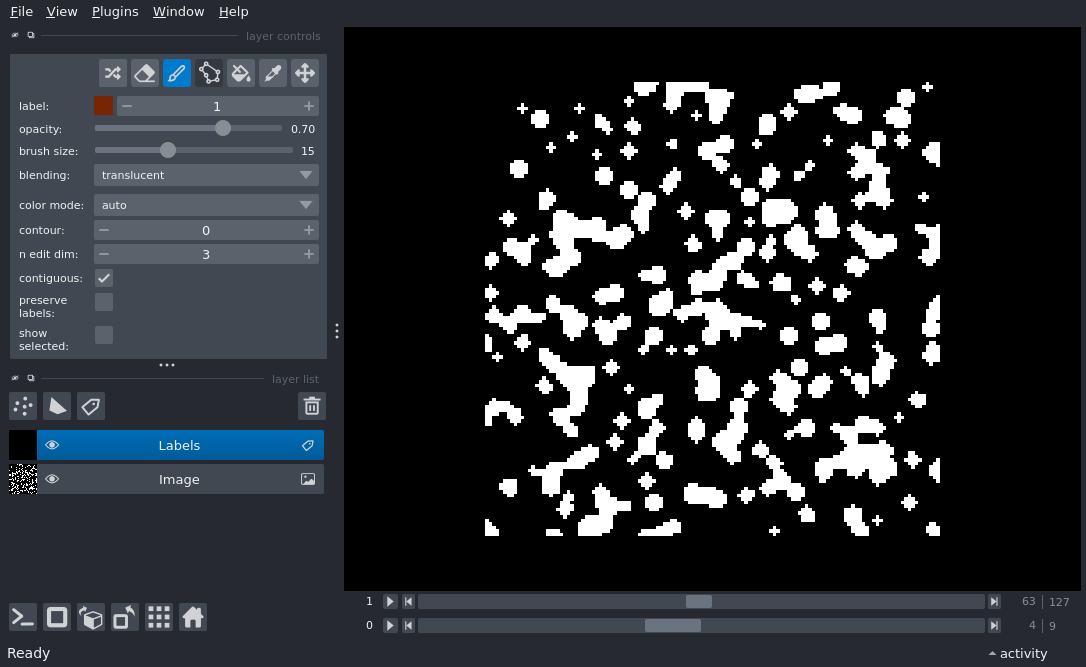 File View Plugins Window Help
layer controls
label: 1
opacity: 0.70
brush size: 15
blending: translucent
color mode: auto
contour: 0
n edit dim: 3
contiguous:
preserve
labels:
show
selected:
layer list
Labels
Image
1 63 127
0 4 9
Ready activity